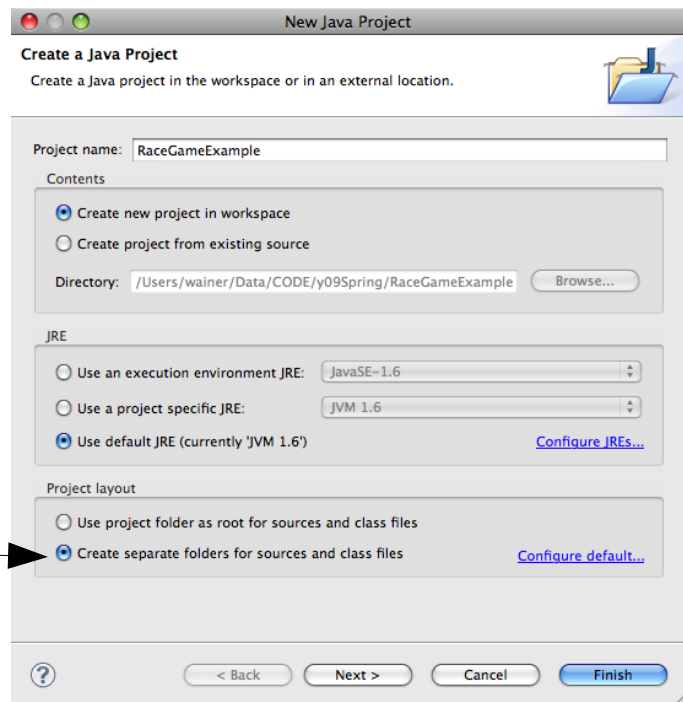 New Java Project
Create a Java Project
Create a Java project in the workspace or in an external location.
Project name: RaceGameExample
Contents
Create new project in workspace
Create project from existing source
Directory: /Users/wainer/Data/CODE/y09Spring/RaceGameExample Browse...
JRE
Use an execution environment JRE: JavaSE-1.6
Use a project specific JRE: JVM 1.6
Use default JRE (currently 'JVM 1.6') Configure JREs...
Project layout
Use project folder as root for sources and class files
Create separate folders for sources and class files Configure default...
? < Back Next > Cancel Finish